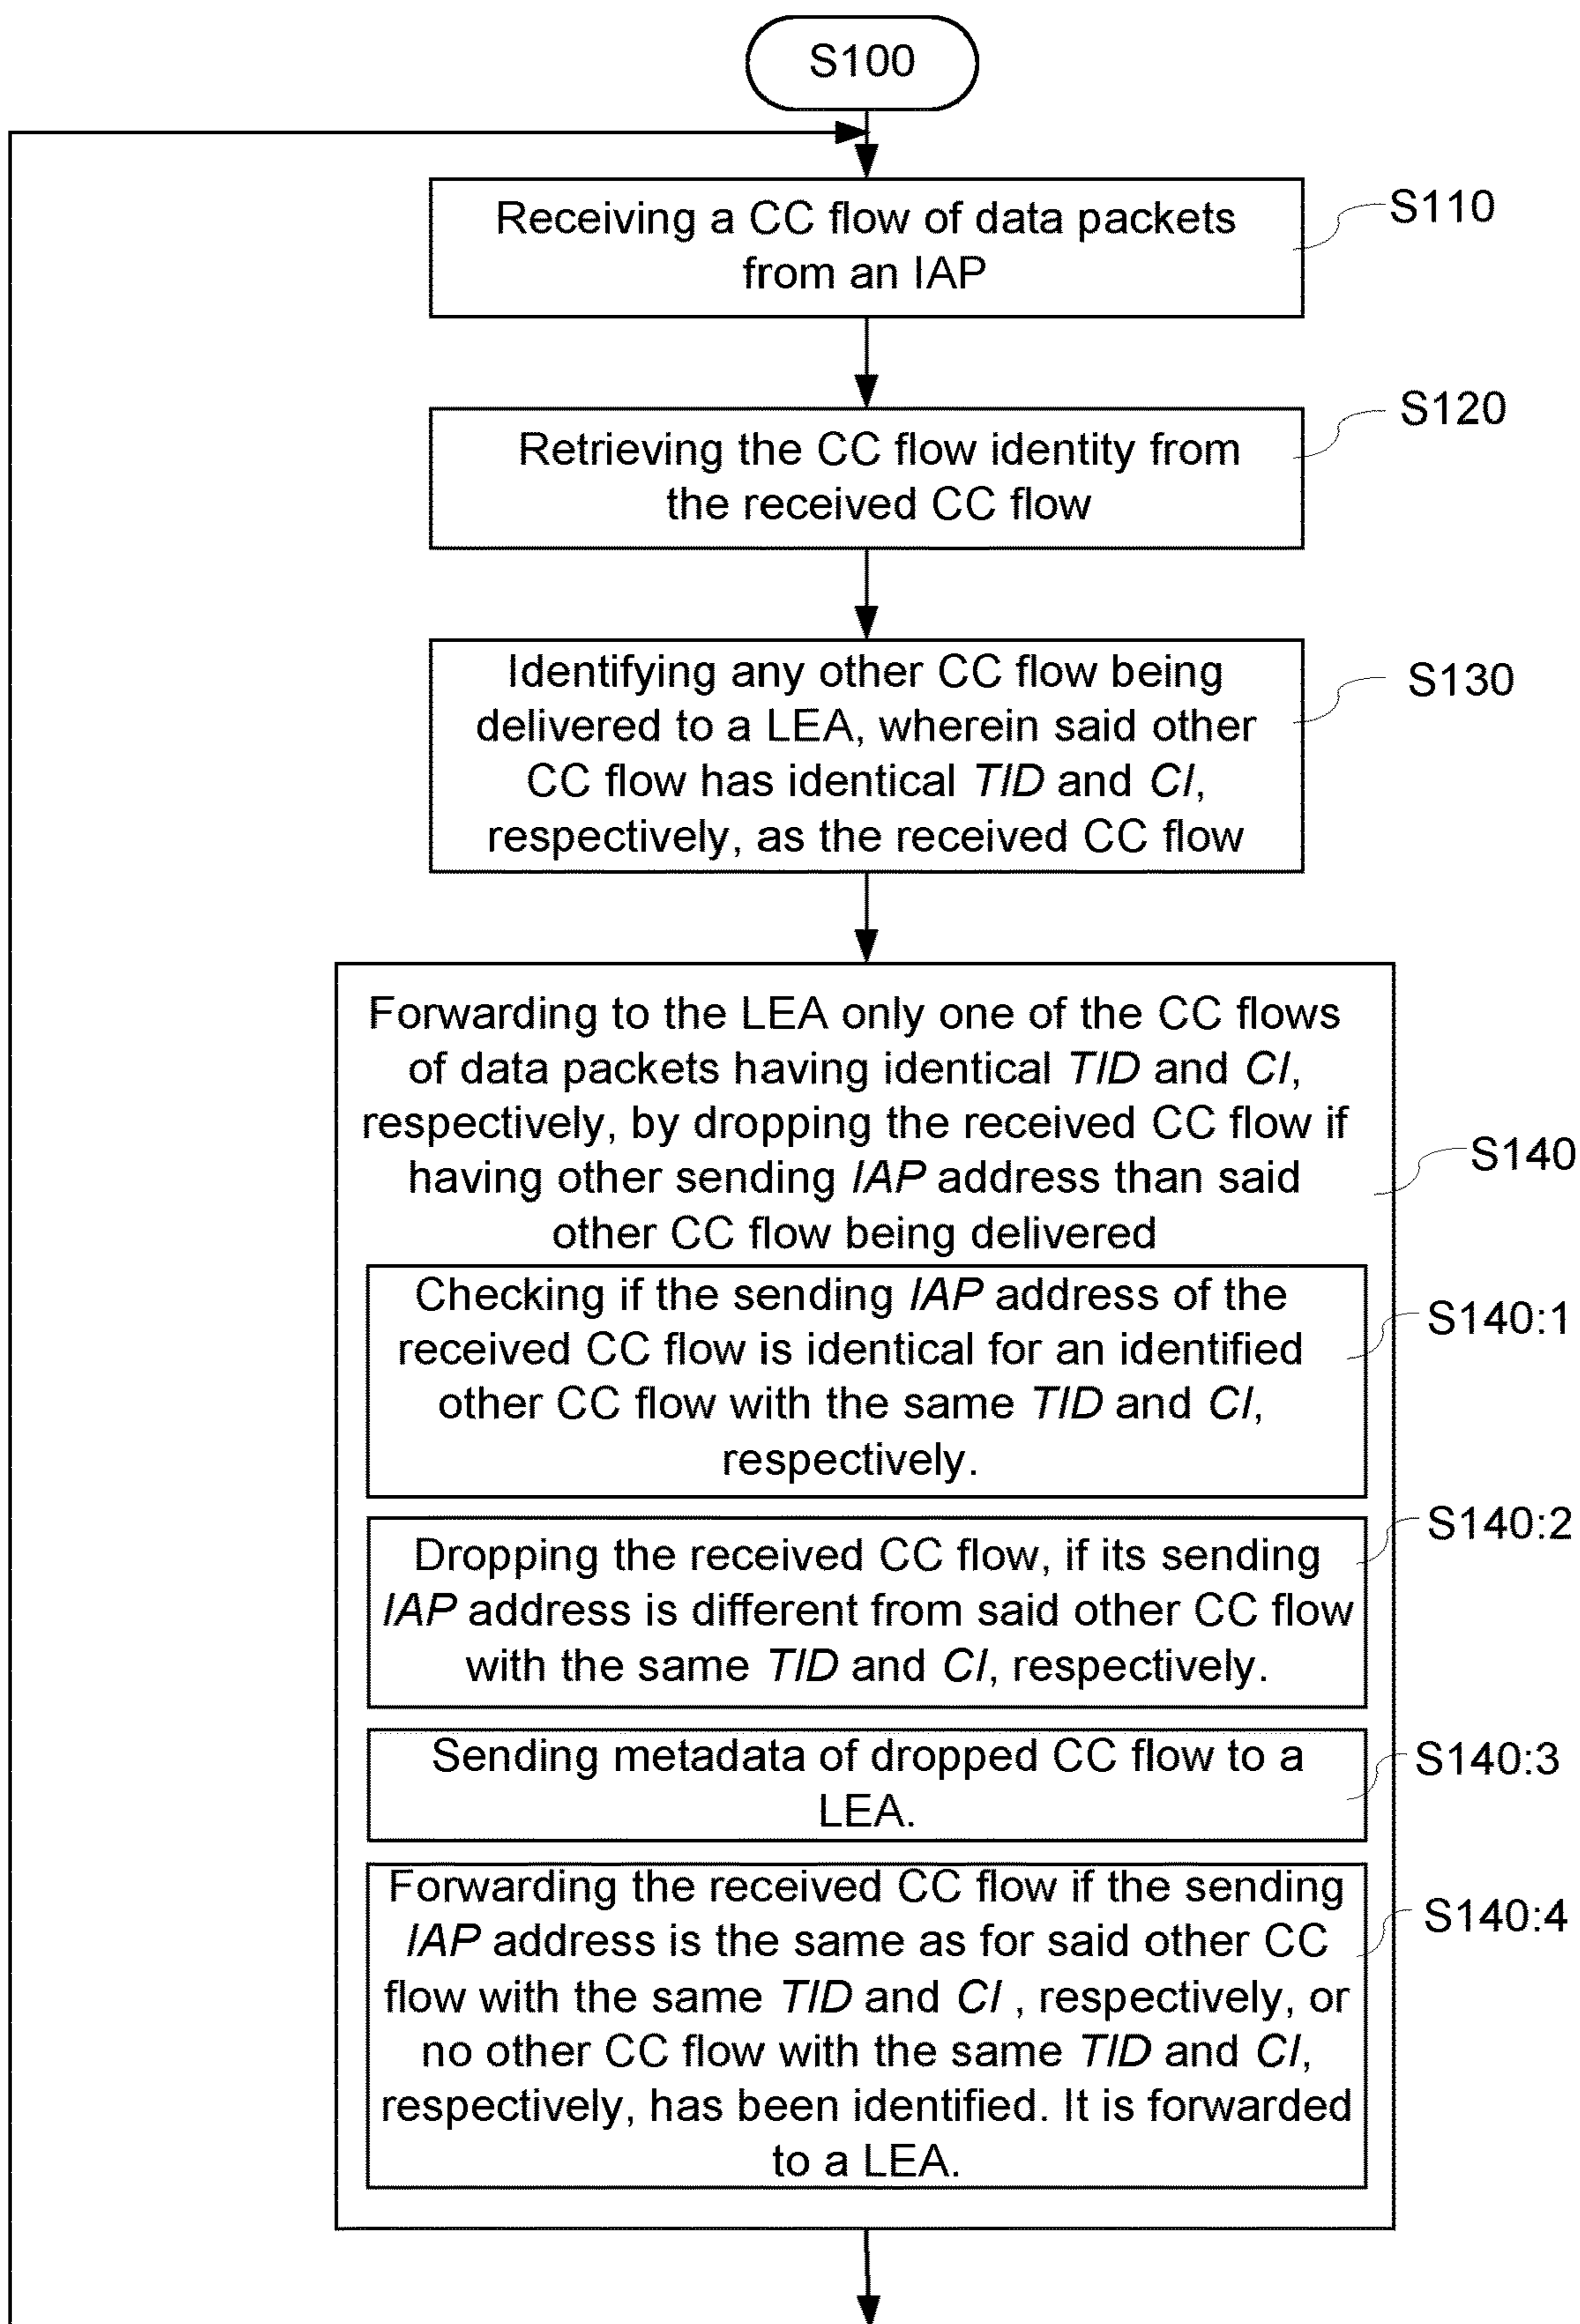 S100
Receiving a CC flow of data packets
from an IAP
S110
Retrieving the CC flow identity from
the received CC flow
S120
Identifying any other CC flow being
delivered to a LEA, wherein said other
CC flow has identical TID and CI,
respectively, as the received CC flow
S130
Forwarding to the LEA only one of the CC flows
of data packets having identical TID and CI,
respectively, by dropping the received CC flow if
having other sending IAP address than said
other CC flow being delivered
S140
Checking if the sending IAP address of the
received CC flow is identical for an identified
other CC flow with the same TID and CI,
respectively.
S140:1
Dropping the received CC flow, if its sending
IAP address is different from said other CC flow
with the same TID and CI, respectively.
S140:2
Sending metadata of dropped CC flow to a
LEA.
S140:3
Forwarding the received CC flow if the sending
IAP address is the same as for said other CC
flow with the same TID and CI , respectively, or
no other CC flow with the same TID and CI,
respectively, has been identified. It is forwarded
to a LEA.
S140:4